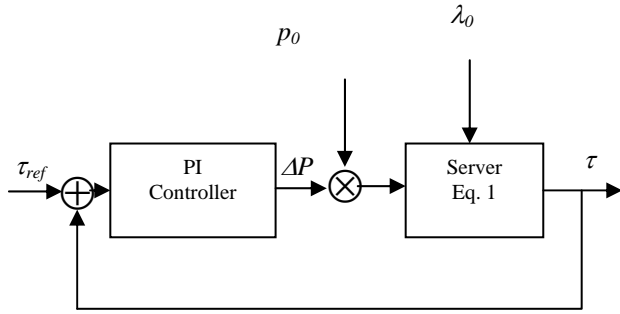 p0
λ0
τref
PI
Controller
ΔP
Server
Eq. 1
τ